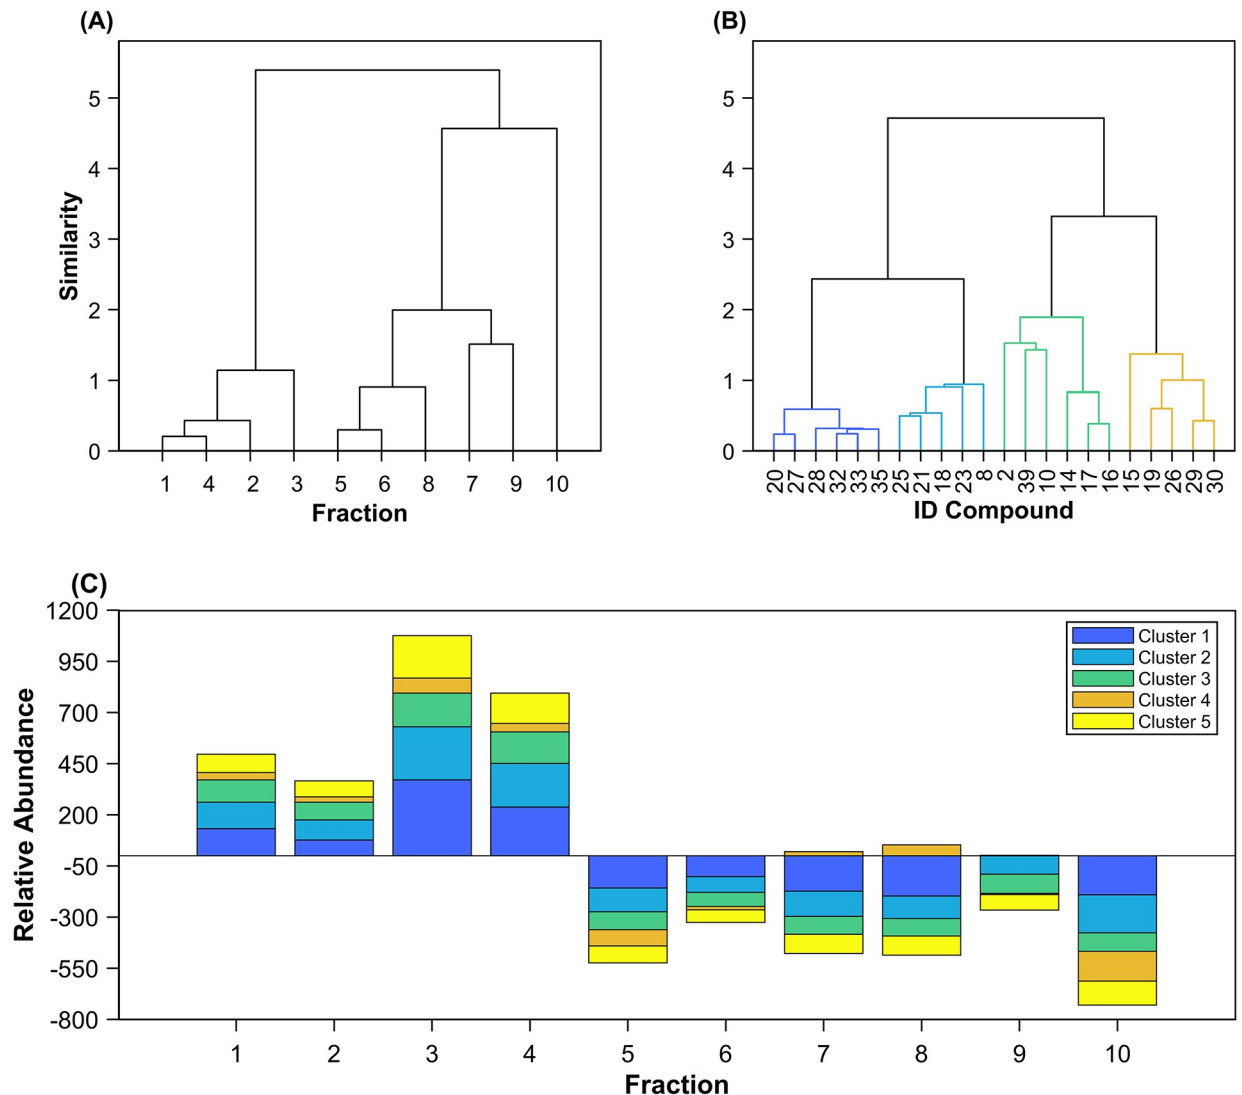 (A)
5
4
3
2
1
0
Similarity
1 4 2 3 5 6 8 7 9 10
Fraction
(B)
5
4
3
2
1
0
20 27 28 32 33 35 25 21 18 23 8 2 39 10 14 17 16 15 19 26 29 30
ID Compound
(C)
1200
950
700
450
200
-50
-300
-550
-800
Relative Abundance
Cluster 1
Cluster 2
Cluster 3
Cluster 4
Cluster 5
1 2 3 4 5 6 7 8 9 10
Fraction